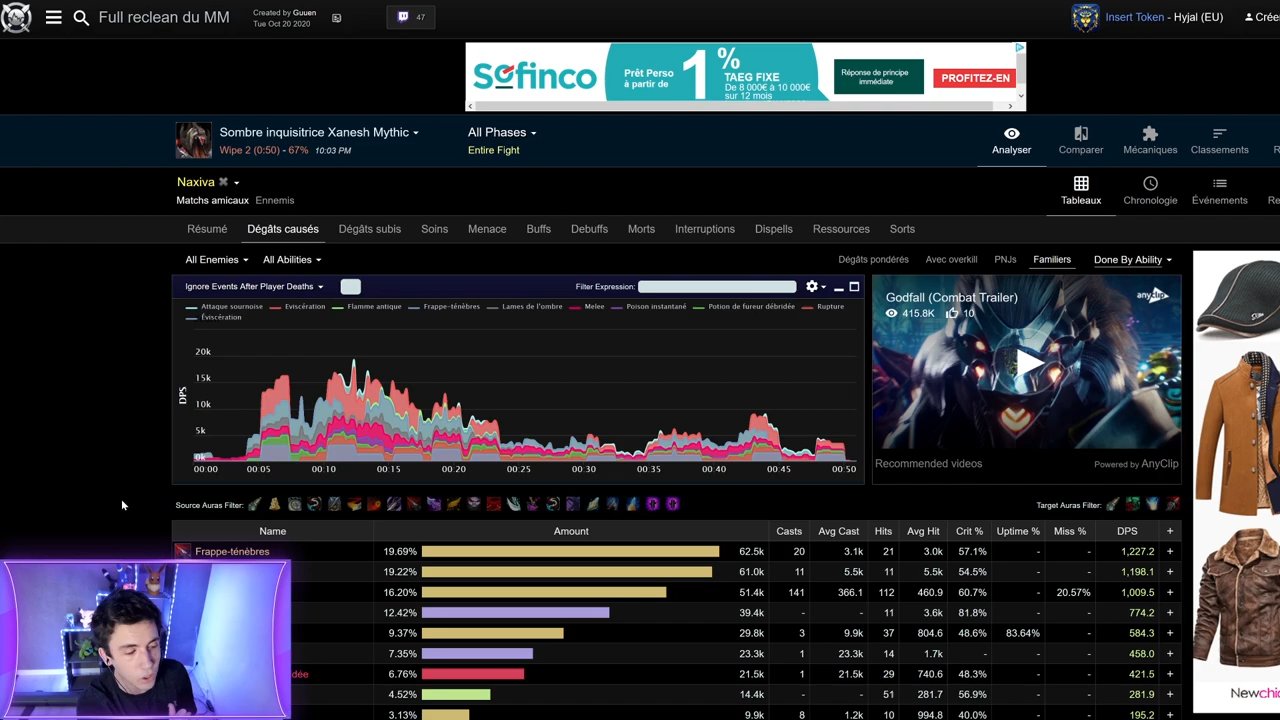 Full reclean du MM
Created by Guuen
Tue Oct 20 2020
47
Insert Token - Hyjal (EU)
Crée
Sofinco
Prêt Perso
à partir de
1 %
TAEG FIXE
De 8 000€ à 10 000€
sur 12 mois
Réponse de principe
immédiate
PROFITEZ-EN
Sombre inquisitrice Xanesh Mythic
Wipe 2 (0:50) - 67% 10:03 PM
All Phases
Entire Fight
Analyser
Comparer
Mécaniques
Classements
R
Naxiva
Matchs amicaux Ennemis
Tableaux
Chronologie
Événements
Re
Résumé Dégâts causés Dégâts subis Soins Menace Buffs Debuffs Morts Interruptions Dispells Ressources Sorts
All Enemies All Abilities
Dégâts pondérés Avec overkill PNJs Familiers Done By Ability
Ignore Events After Player Deaths
Filter Expression:
Attaque sournoise Eviscération Flamme antique Frappe-ténèbres Lames de l'ombre Melee Poison instantané Potion de fureur débridée Rupture
Éviscération
DPS
20k
15k
10k
5k
0k
00:00 00:05 00:10 00:15 00:20 00:25 00:30 00:35 00:40 00:45 00:50
Godfall (Combat Trailer)
415.8K 10
anyclip
Recommended videos
Powered by AnyClip
Source Auras Filter:
Target Auras Filter:
Name Amount Casts Avg Cast Hits Avg Hit Crit % Uptime % Miss % DPS +
Frappe-ténèbres 19.69% 62.5k 20 3.1k 21 3.0k 57.1% - - 1,227.2 +
19.22% 61.0k 11 5.5k 11 5.5k 54.5% - - 1,198.1 +
16.20% 51.4k 141 366.1 112 460.9 60.7% - 20.57% 1,009.5 +
12.42% 39.4k - - 11 3.6k 81.8% - - 774.2 +
9.37% 29.8k 3 9.9k 37 804.6 48.6% 83.64% - 584.3 +
7.35% 23.3k 1 23.3k 14 1.7k - - - 458.0 +
dée 6.76% 21.5k 1 21.5k 29 740.6 48.3% - - 421.5 +
4.52% 14.4k - - 51 281.7 56.9% - - 281.9 +
3.13% 9.9k 8 1.2k 10 994.8 40.0% - - 195.2 +
Newchic